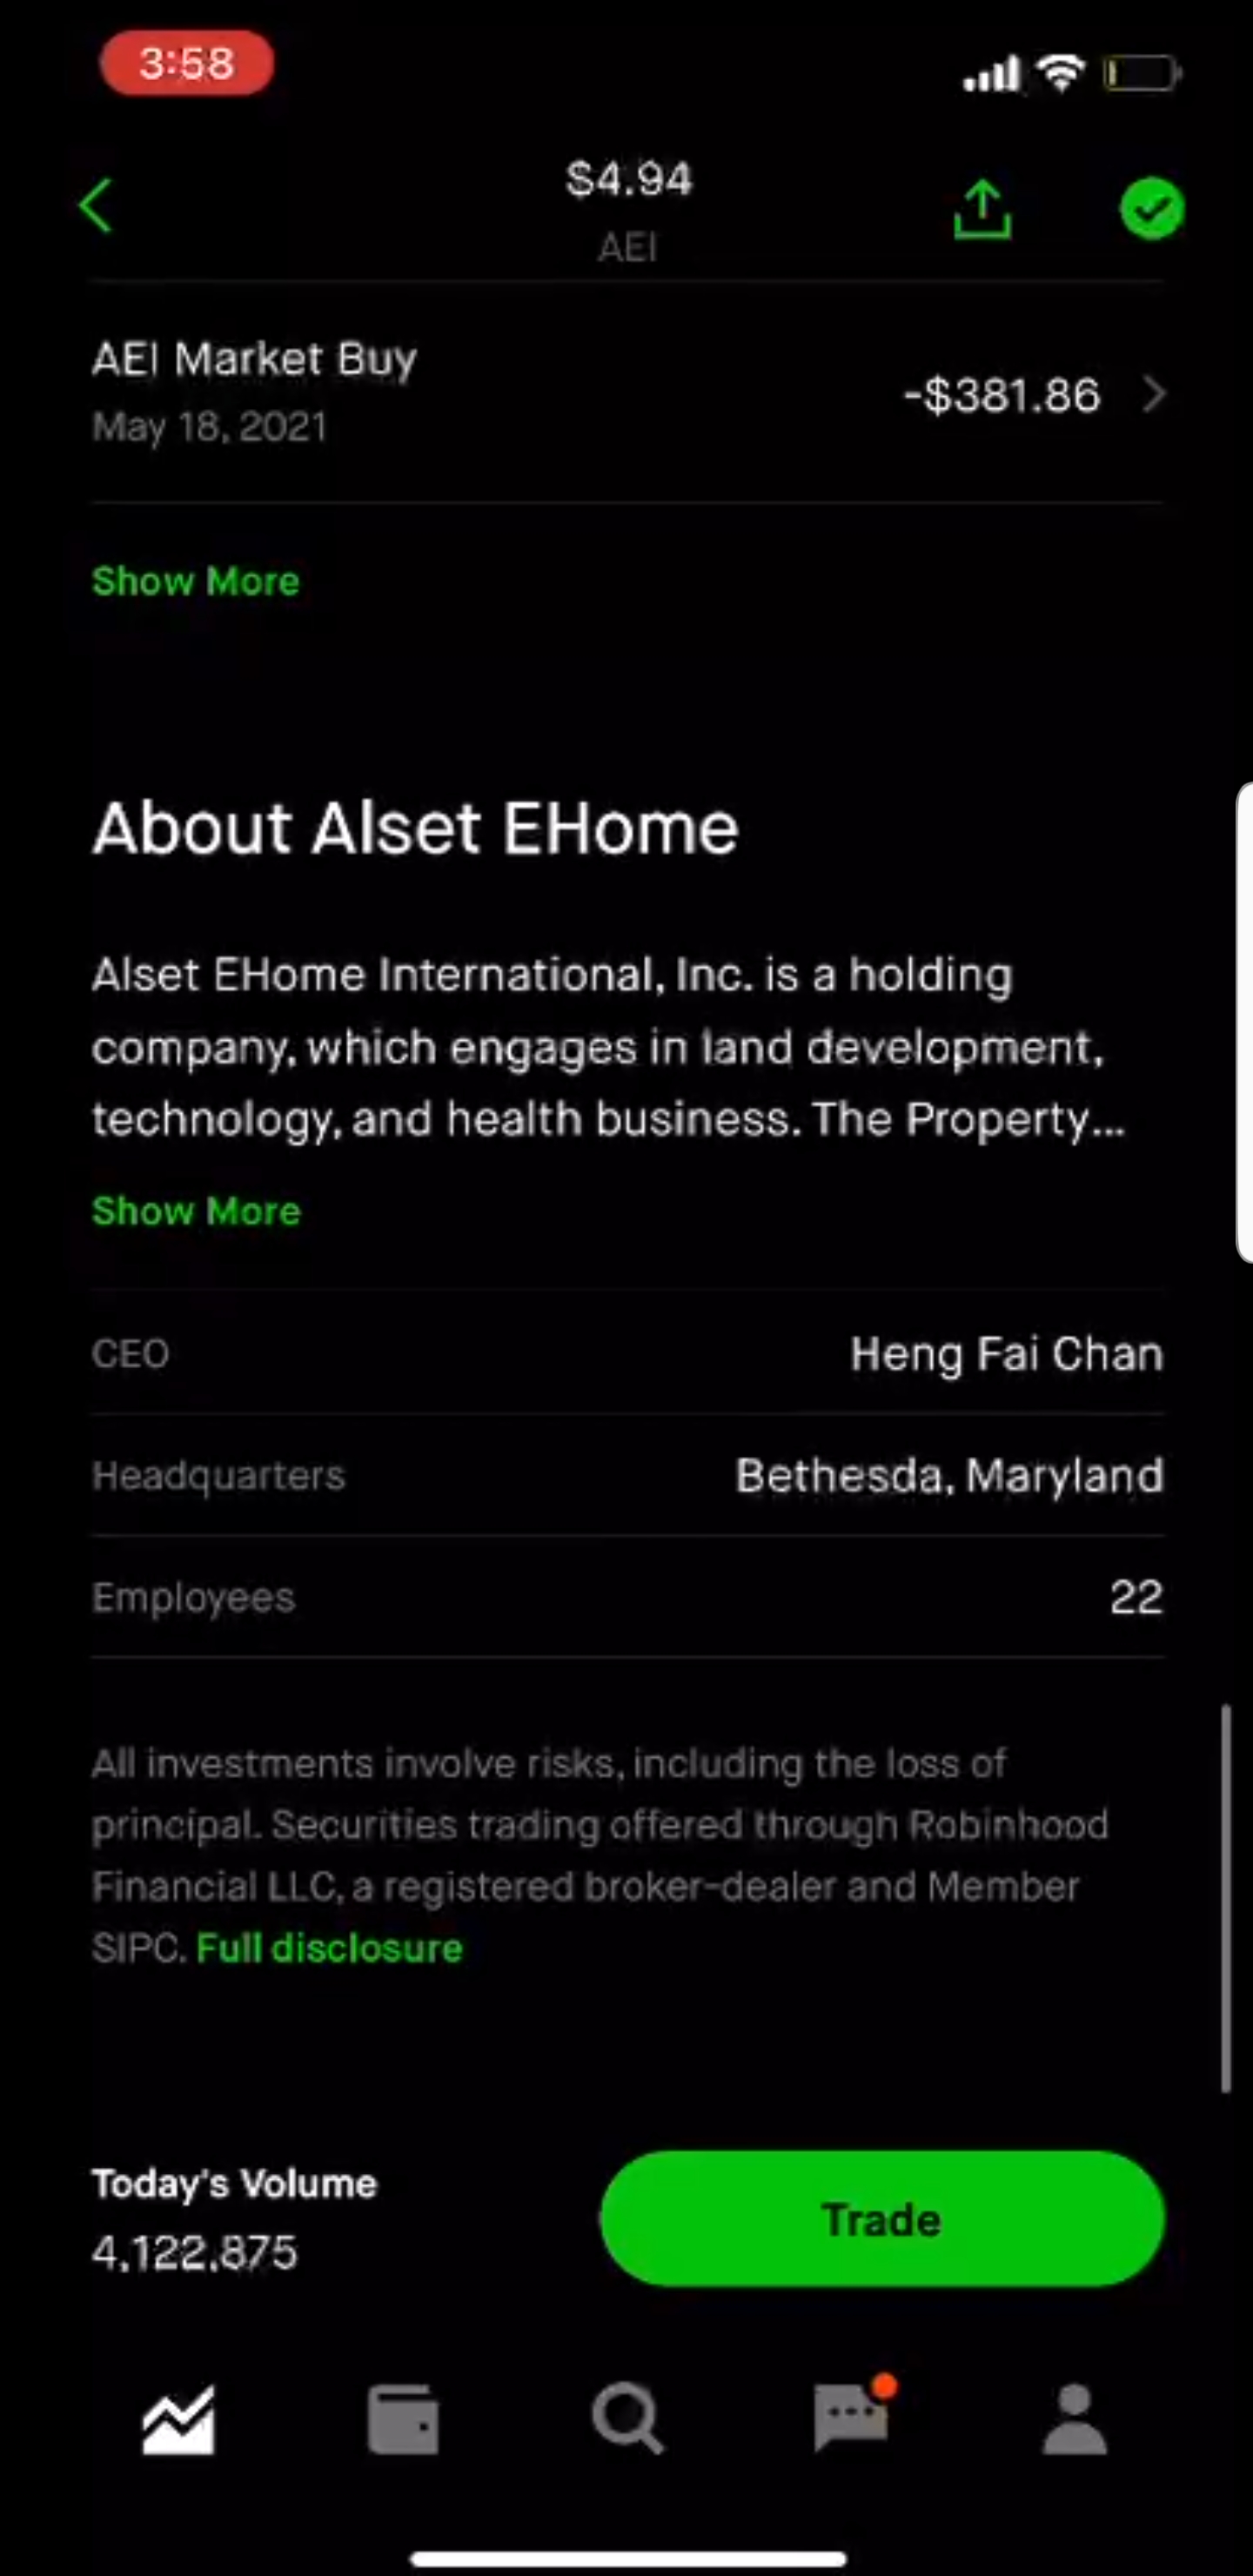 3:58
$4.94
AEI
AEI Market Buy
May 18, 2021
-$381.86
Show More
About Alset EHome
Alset EHome International, Inc. is a holding
company, which engages in land development,
technology, and health business. The Property...
Show More
CEO
Heng Fai Chan
Headquarters
Bethesda, Maryland
Employees
22
All investments involve risks, including the loss of
principal. Securities trading offered through Robinhood
Financial LLC, a registered broker-dealer and Member
SIPC. Full disclosure
Today's Volume
4,122,875
Trade